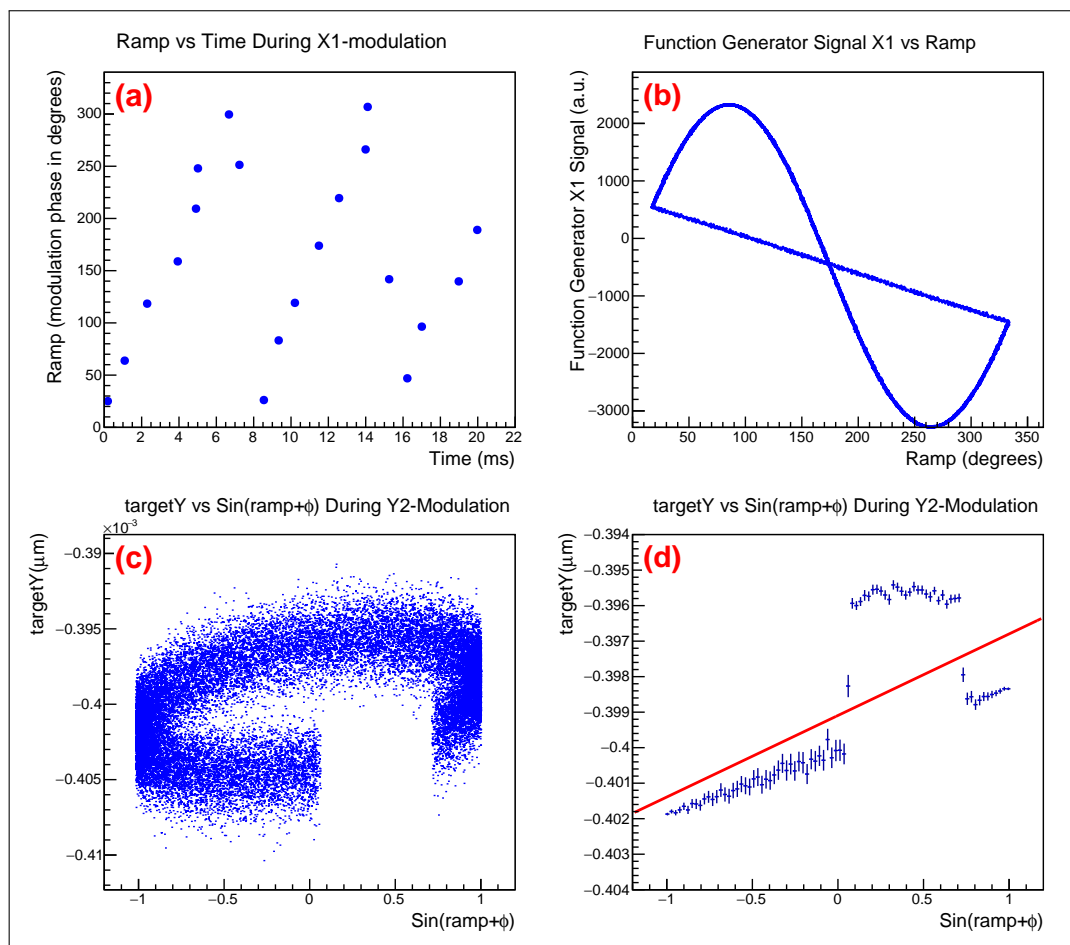 Ramp vs Time During X1-modulation
(a)
Ramp (modulation phase in degrees)
300
250
200
150
100
50
0
0 2 4 6 8 10 12 14 16 18 20 22
Time (ms)
Function Generator Signal X1 vs Ramp
(b)
Function Generator X1 Signal (a.u.)
2000
1000
0
−1000
−2000
−3000
0 50 100 150 200 250 300 350
Ramp (degrees)
targetY vs Sin(ramp+ϕ) During Y2-Modulation
×10⁻³
(c)
targetY(μm)
−0.39
−0.395
−0.4
−0.405
−0.41
−1 −0.5 0 0.5 1
Sin(ramp+ϕ)
targetY vs Sin(ramp+ϕ) During Y2-Modulation
(d)
targetY(μm)
−0.394
−0.395
−0.396
−0.397
−0.398
−0.399
−0.4
−0.401
−0.402
−0.403
−0.404
−1 −0.5 0 0.5 1
Sin(ramp+ϕ)